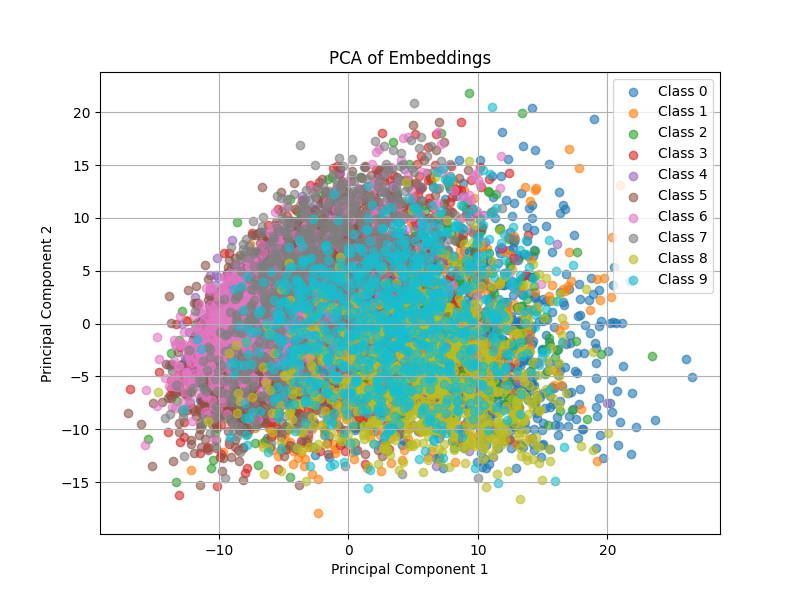 PCA of Embeddings
Class 0
Class 1
Class 2
Class 3
Class 4
Class 5
Class 6
Class 7
Class 8
Class 9
Principal Component 2
20
15
10
5
0
−5
−10
−15
−10
0
10
20
Principal Component 1